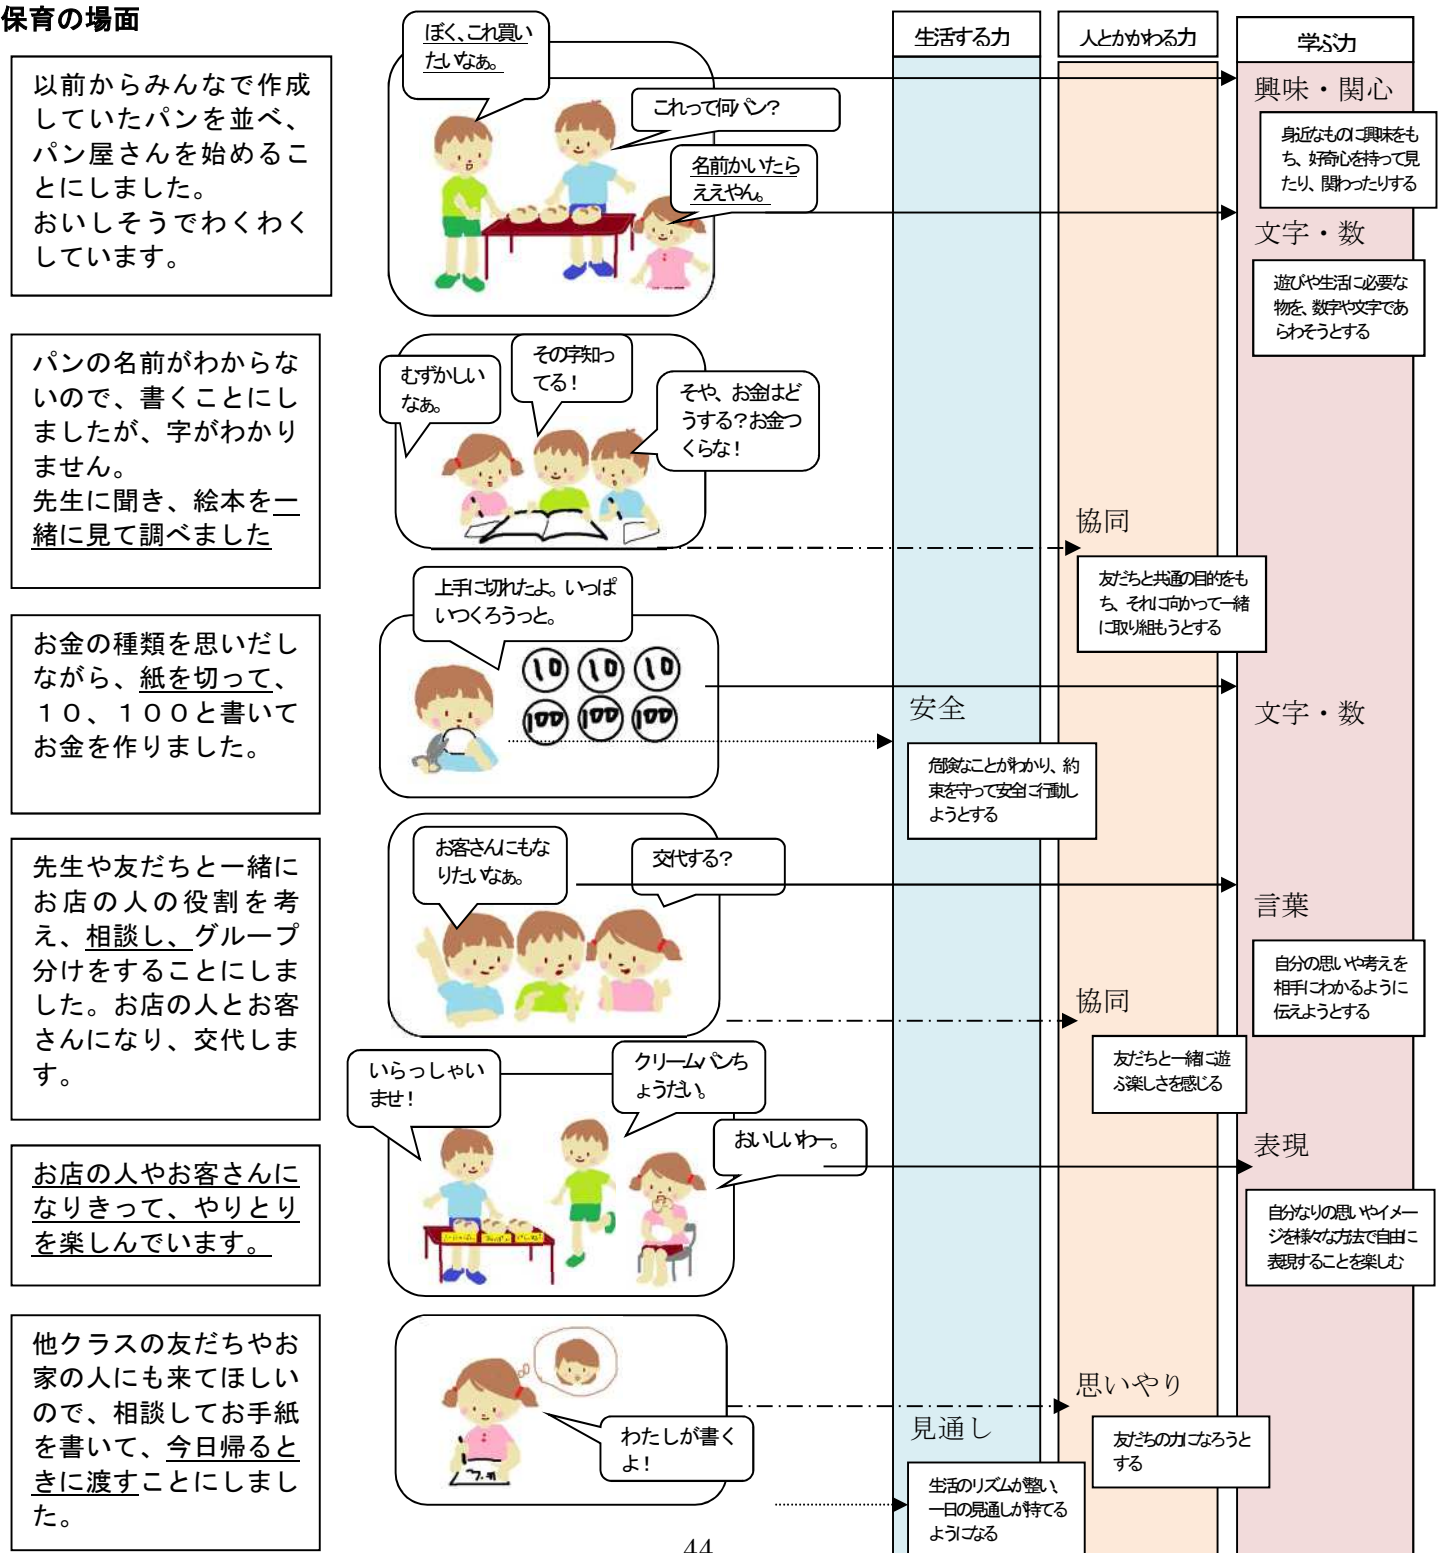 保育の場面
生活する力
人とかかわる力
学ぶ力
以前からみんなで作成
していたパンを並べ、
パン屋さんを始めるこ
とにしました。
おいしそうでわくわく
しています。
ぼく、これ買い
たいなぁ。
これって何パン？
名前かいたら
ええやん。
興味・関心
身近なものに興味をも
ち、好奇心を持って見
たり、関わったりする
文字・数
遊びや生活に必要な
物を、数字や文字であ
らわそうとする
パンの名前がわからな
いので、書くことにし
ましたが、字がわかり
ません。
先生に聞き、絵本を一
緒に見て調べました
むずかしい
なぁ。
その字知っ
てる！
そや、お金はど
うする？お金つ
くらな！
協同
友だちと共通の目的をも
ち、それに向かって一緒
に取り組もうとする
お金の種類を思いだし
ながら、紙を切って、
１０、１００と書いて
お金を作りました。
上手に切れたよ。いっぱ
いつくろうっと。
10 10 10
100 100 100
安全
危険なことがわかり、約
束を守って安全に行動し
ようとする
文字・数
先生や友だちと一緒に
お店の人の役割を考
え、相談し、グループ
分けをすることにしま
した。お店の人とお客
さんになり、交代しま
す。
お客さんにもな
りたいなぁ。
交代する？
言葉
自分の思いや考えを
相手にわかるように
伝えようとする
協同
友だちと一緒に遊
ぶ楽しさを感じる
お店の人やお客さんに
なりきって、やりとり
を楽しんでいます。
いらっしゃい
ませ！
クリームパンち
ょうだい。
おいしいわー。
表現
自分なりの思いやイメー
ジを様々な方法で自由に
表現することを楽しむ
他クラスの友だちやお
家の人にも来てほしい
ので、相談してお手紙
を書いて、今日帰ると
きに渡すことにしまし
た。
わたしが書く
よ！
思いやり
友だちの力になろうと
する
見通し
生活のリズムが整い、
一日の見通しが持てる
ようになる
44